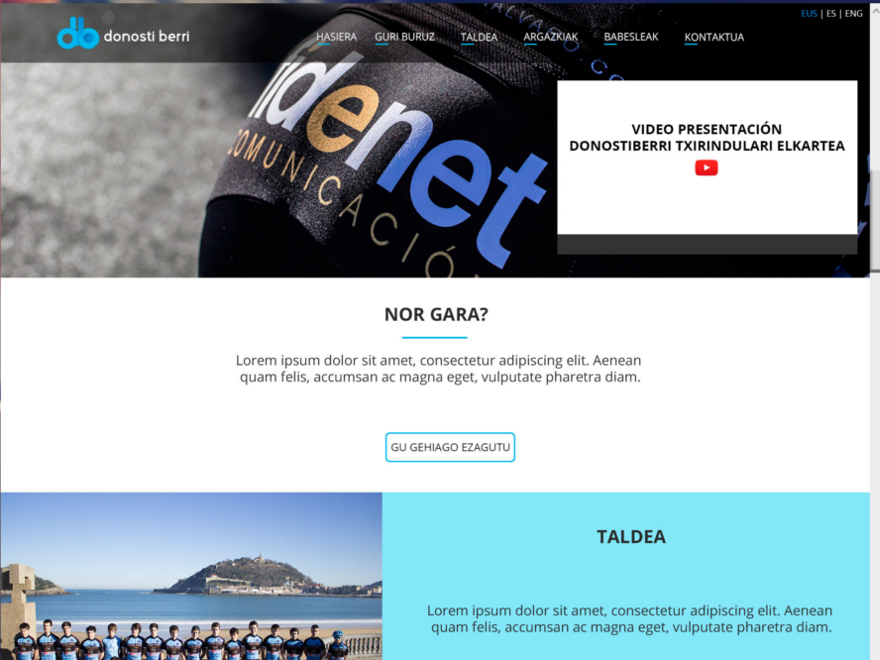 EUS | ES | ENG
db donosti berri
HASIERA GURI BURUZ TALDEA ARGAZKIAK BABESLEAK KONTAKTUA
idenet
COMUNICACIÓ
VIDEO PRESENTACIÓN
DONOSTIBERRI TXIRINDULARI ELKARTEA
NOR GARA?
Lorem ipsum dolor sit amet, consectetur adipiscing elit. Aenean
quam felis, accumsan ac magna eget, vulputate pharetra diam.
GU GEHIAGO EZAGUTU
TALDEA
Lorem ipsum dolor sit amet, consectetur adipiscing elit. Aenean
quam felis, accumsan ac magna eget, vulputate pharetra diam.